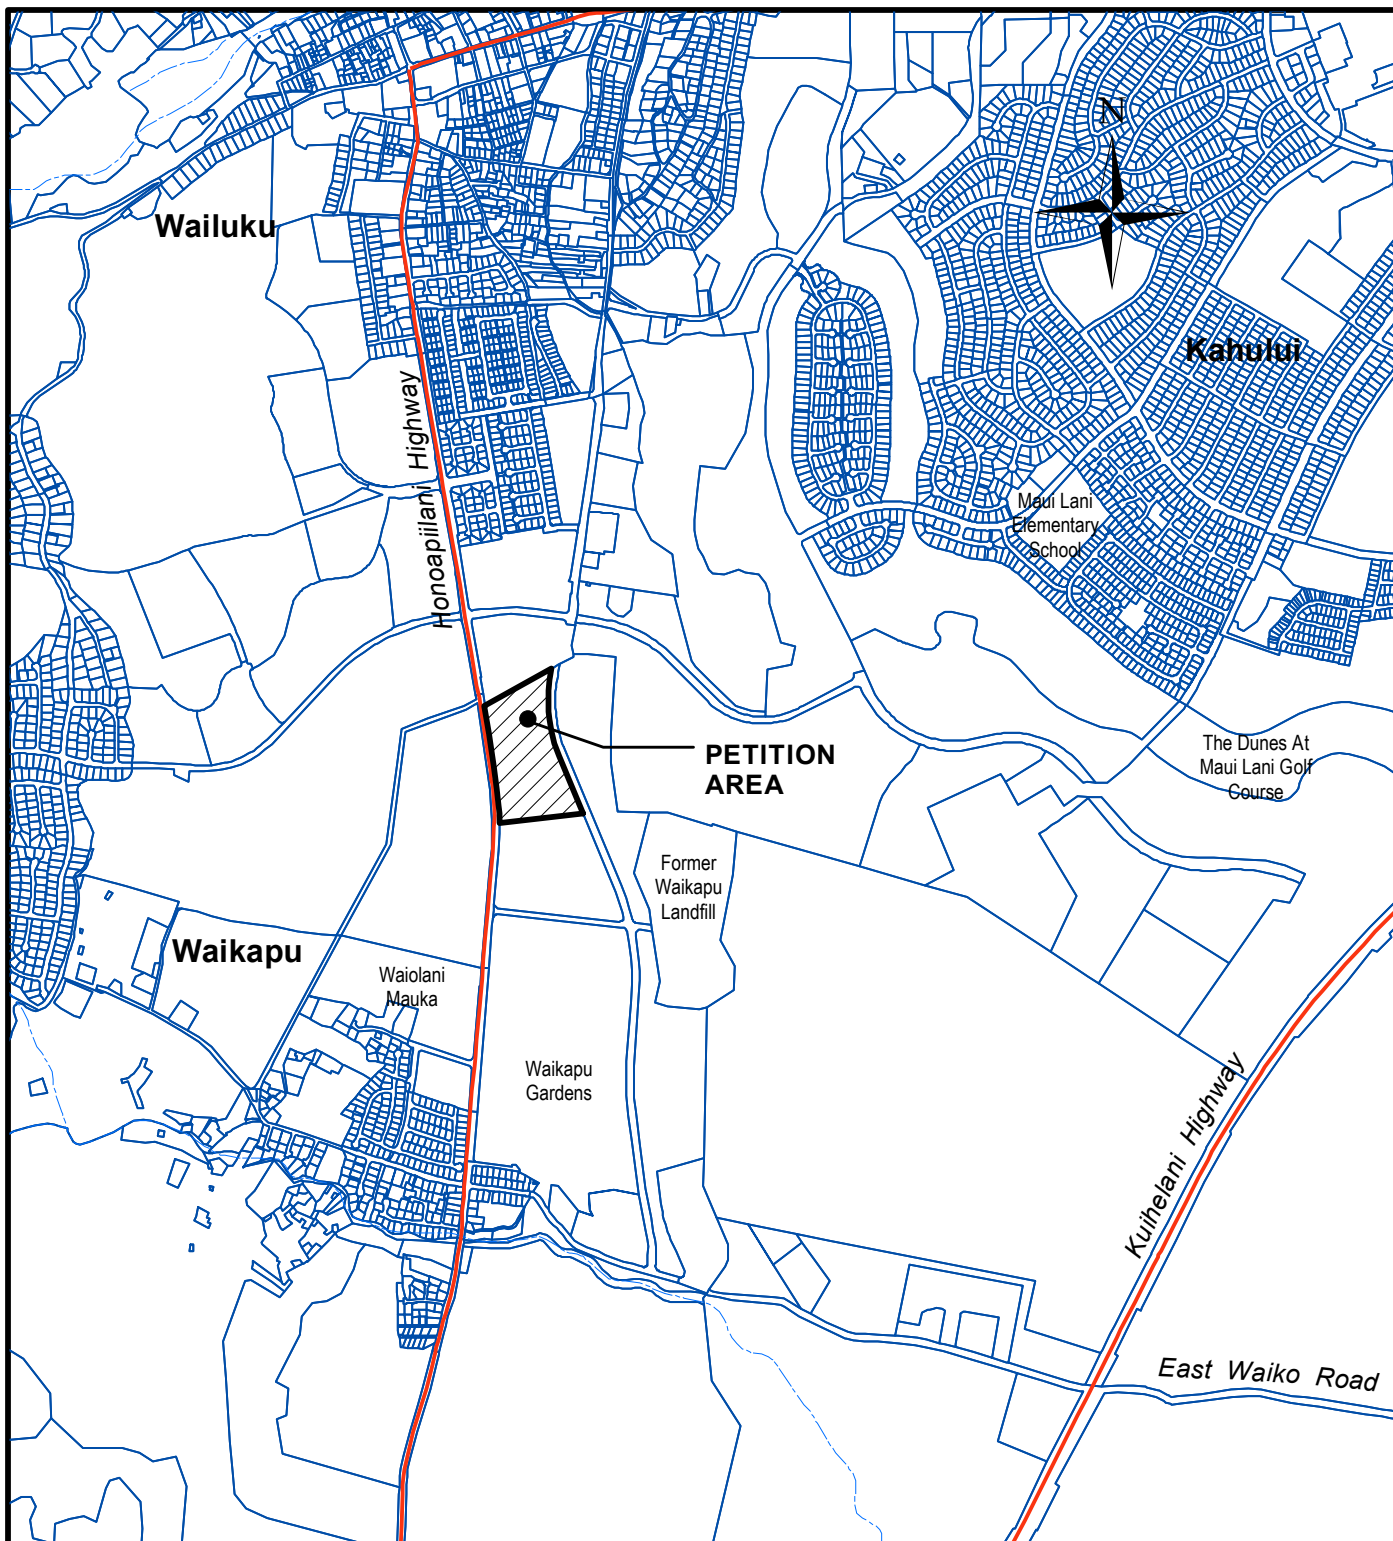 N
Wailuku
Kahului
Honoapiilani Highway
Maui Lani
Elementary
School
PETITION
AREA
The Dunes At
Maui Lani Golf
Course
Former
Waikapu
Landfill
Waikapu
Waiolani
Mauka
Waikapu
Gardens
Kuihelani Highway
East Waiko Road